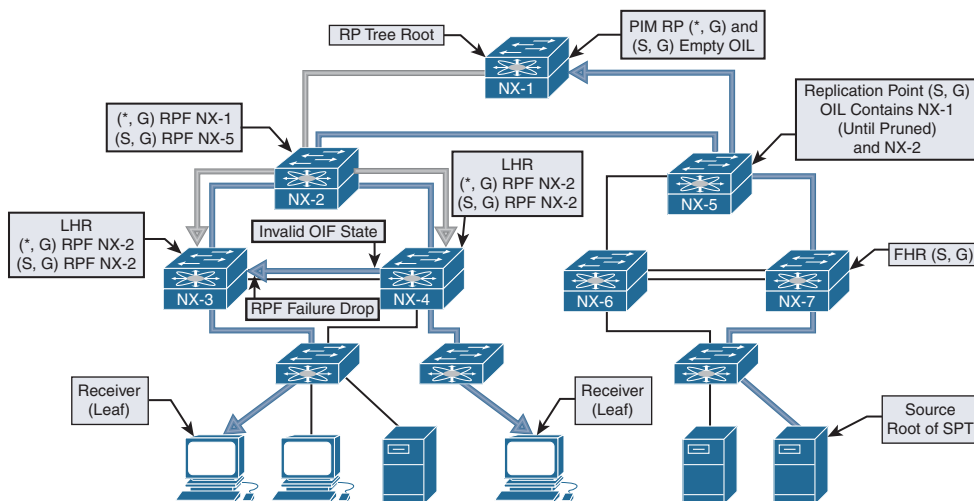 RP Tree Root
PIM RP (*, G) and
(S, G) Empty OIL
NX-1
Replication Point (S, G)
OIL Contains NX-1
(Until Pruned)
and NX-2
(*, G) RPF NX-1
(S, G) RPF NX-5
NX-2
LHR
(*, G) RPF NX-2
(S, G) RPF NX-2
NX-5
LHR
(*, G) RPF NX-2
(S, G) RPF NX-2
Invalid OIF State
FHR (S, G)
NX-3
RPF Failure Drop
NX-4
NX-6
NX-7
Receiver
(Leaf)
Receiver
(Leaf)
Source
Root of SPT